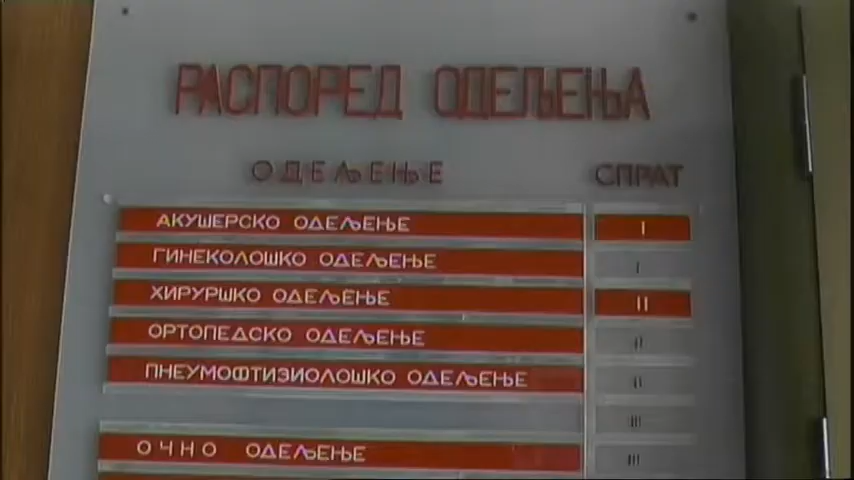 РАСПОРЕД ОДЕЉЕЊА
ОДЕЉЕЊЕ СПРАТ
АКУШЕРСКО ОДЕЉЕЊЕ I
ГИНЕКОЛОШКО ОДЕЉЕЊЕ I
ХИРУРШКО ОДЕЉЕЊЕ II
ОРТОПЕДСКО ОДЕЉЕЊЕ II
ПНЕУМОФТИЗИОЛОШКО ОДЕЉЕЊЕ II
III
ОЧНО ОДЕЉЕЊЕ III